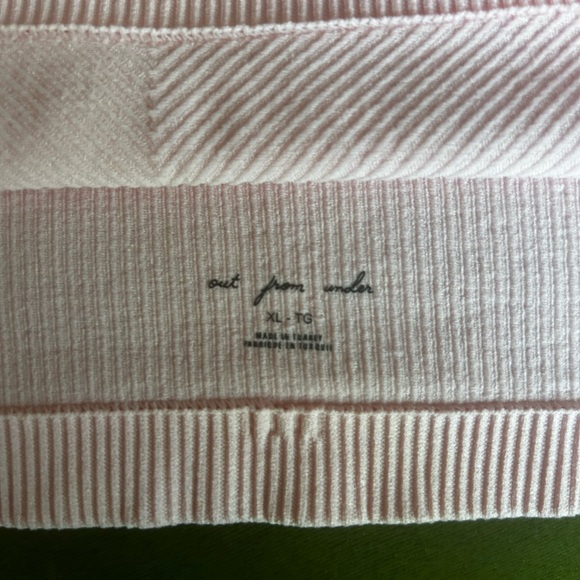 out from under
XL - TG
MADE IN TURKEY
FABRIQUÉ EN TURQUIE